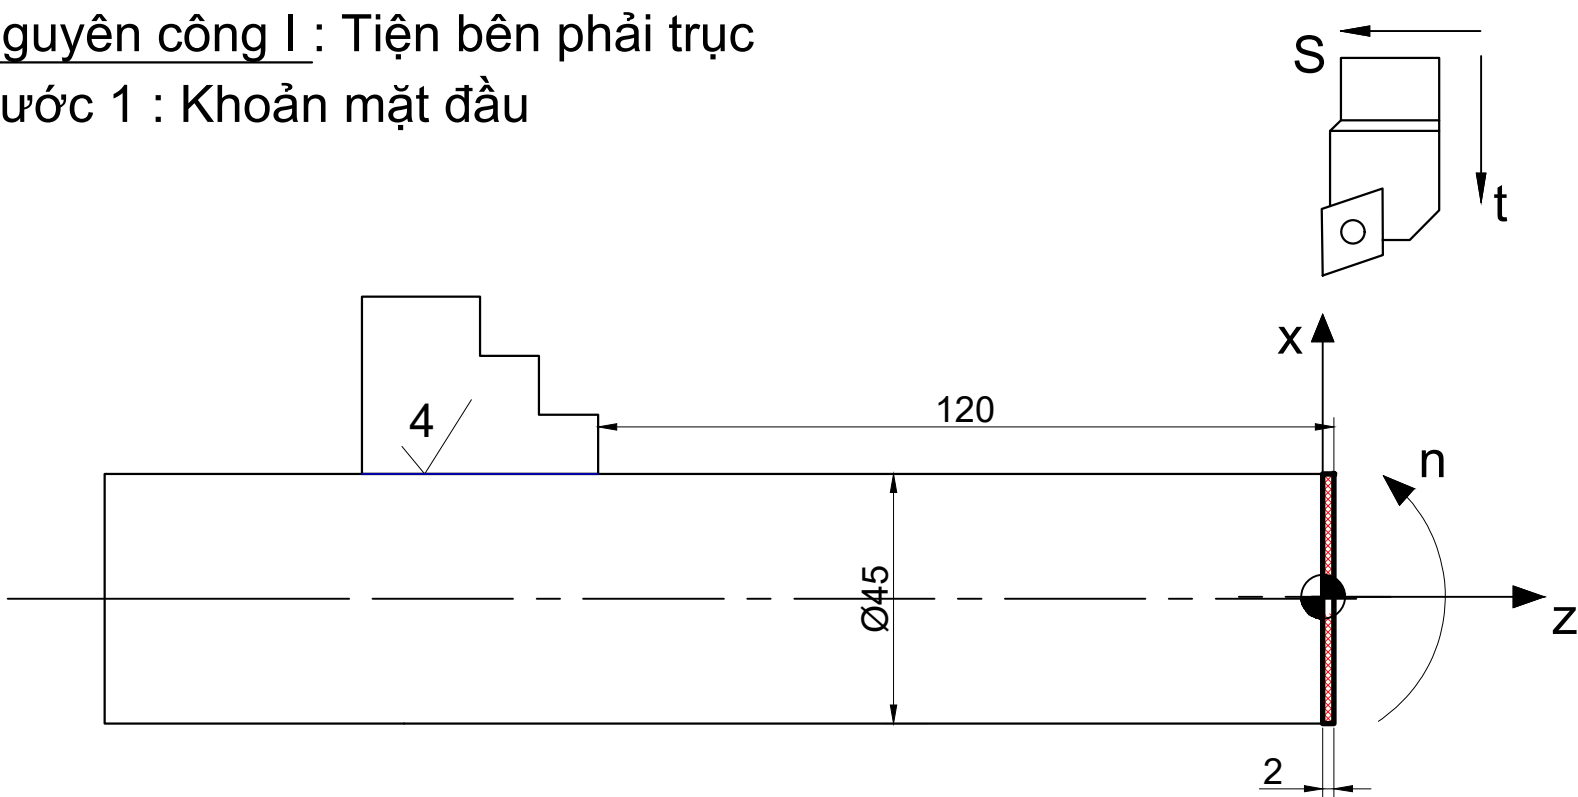 guyên công I : Tiện bên phải trục
ước 1 : Khoản mặt đầu
S
t
x
4
120
n
Ø45
z
2